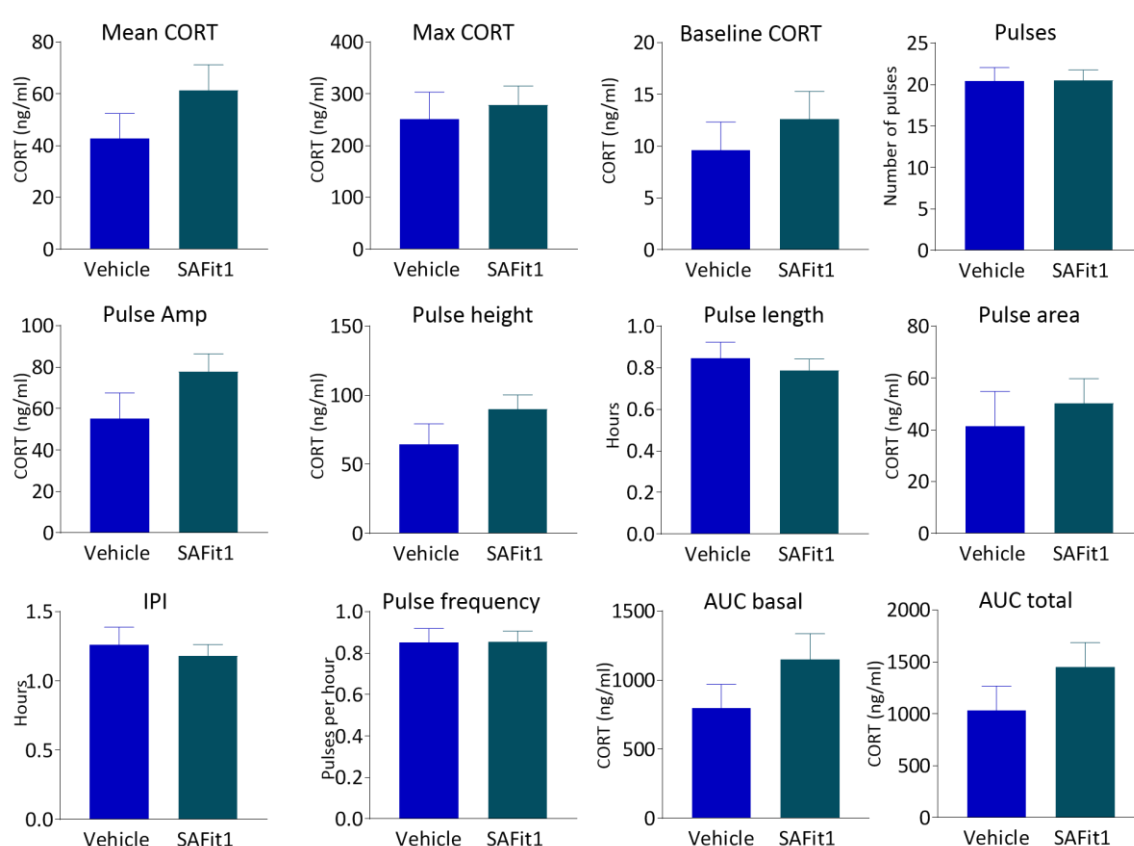 Mean CORT
CORT (ng/ml)
80
60
40
20
0
Vehicle SAFit1
Max CORT
CORT (ng/ml)
400
300
200
100
0
Vehicle SAFit1
Baseline CORT
CORT (ng/ml)
20
15
10
5
0
Vehicle SAFit1
Pulses
Number of pulses
25
20
15
10
5
0
Vehicle SAFit1
Pulse Amp
CORT (ng/ml)
100
80
60
40
20
0
Vehicle SAFit1
Pulse height
CORT (ng/ml)
150
100
50
0
Vehicle SAFit1
Pulse length
Hours
1.0
0.8
0.6
0.4
0.2
0.0
Vehicle SAFit1
Pulse area
CORT (ng/ml)
80
60
40
20
0
Vehicle SAFit1
IPI
Hours
1.5
1.0
0.5
0.0
Vehicle SAFit1
Pulse frequency
Pulses per hour
1.0
0.8
0.6
0.4
0.2
0.0
Vehicle SAFit1
AUC basal
CORT (ng/ml)
1500
1000
500
0
Vehicle SAFit1
AUC total
CORT (ng/ml)
2000
1500
1000
500
0
Vehicle SAFit1